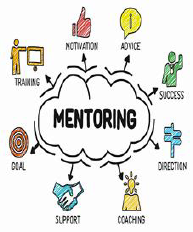 MOTIVATION
ADVICE
TRAINING
SUCCESS
MENTORING
GOAL
DIRECTION
SUPPORT
COACHING